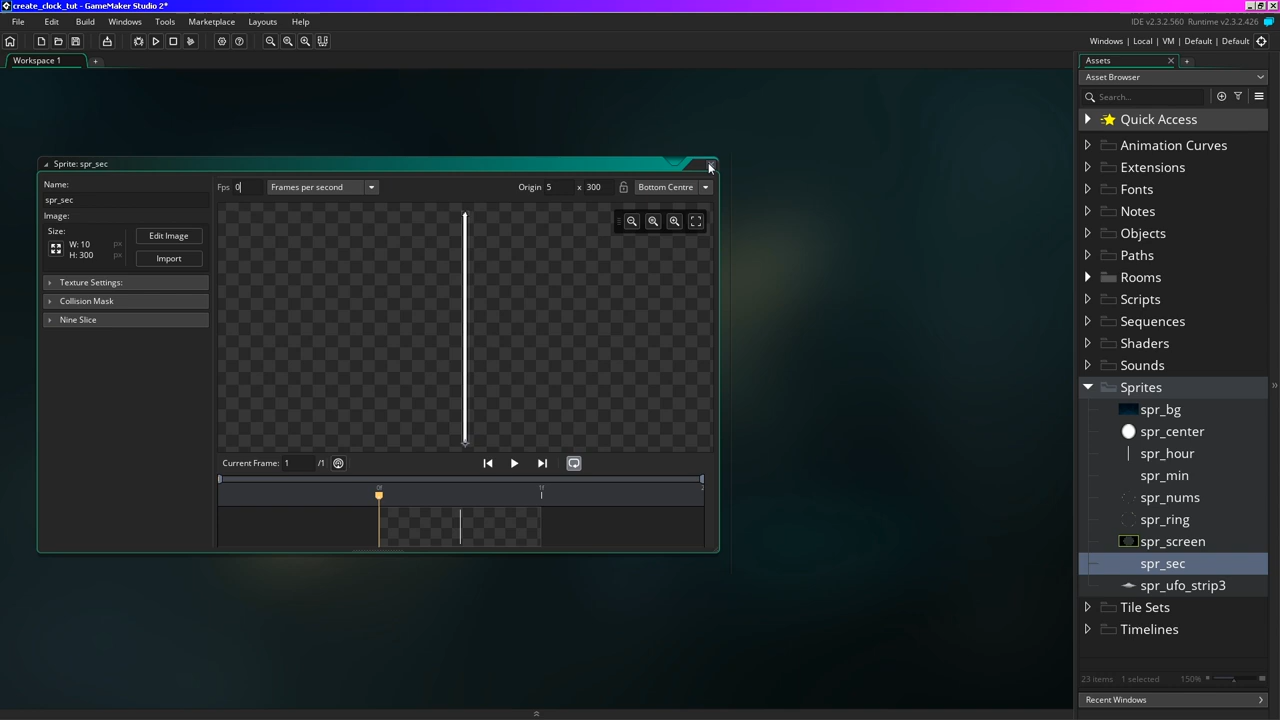 create_clock_tut - GameMaker Studio 2*
File Edit Build Windows Tools Marketplace Layouts Help
IDE v2.3.2.560 Runtime v2.3.2.426
Windows | Local | VM | Default | Default
Workspace 1
Sprite: spr_sec
Name:
spr_sec
Image:
Size:
W: 10 px
H: 300 px
Edit Image
Import
Texture Settings:
Collision Mask
Nine Slice
Fps 0 Frames per second Origin 5 x 300 Bottom Centre
Current Frame: 1 /1
0f 1f 2
Assets
Asset Browser
Search...
Quick Access
Animation Curves
Extensions
Fonts
Notes
Objects
Paths
Rooms
Scripts
Sequences
Shaders
Sounds
Sprites
spr_bg
spr_center
spr_hour
spr_min
spr_nums
spr_ring
spr_screen
spr_sec
spr_ufo_strip3
Tile Sets
Timelines
23 items 1 selected 150%
Recent Windows